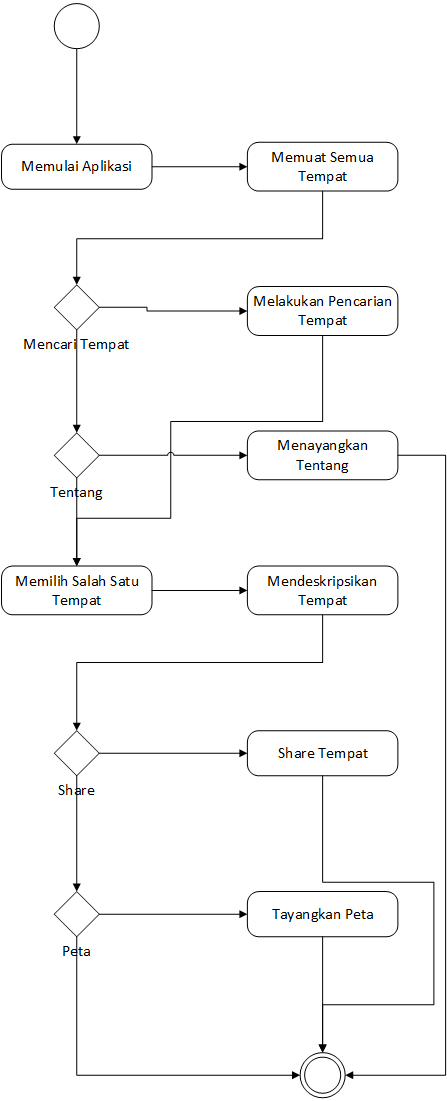 Memulai Aplikasi
Memuat Semua
Tempat
Mencari Tempat
Melakukan Pencarian
Tempat
Tentang
Menayangkan
Tentang
Memilih Salah Satu
Tempat
Mendeskripsikan
Tempat
Share
Share Tempat
Peta
Tayangkan Peta